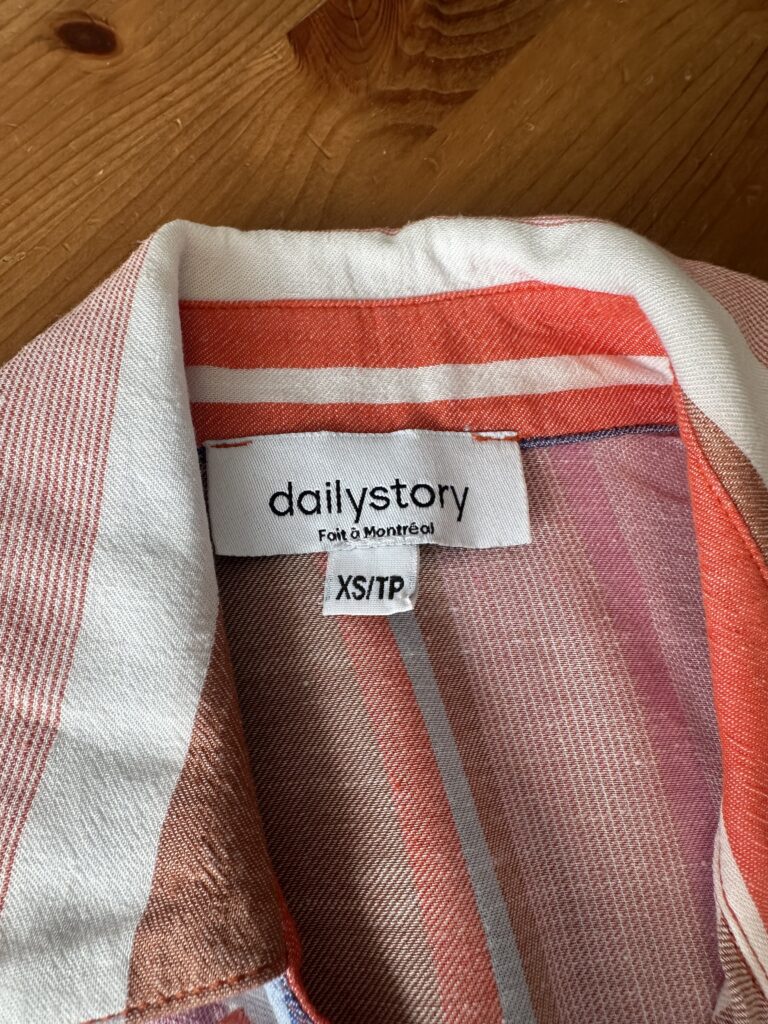 dailystory
Fait à Montréal
XS/TP